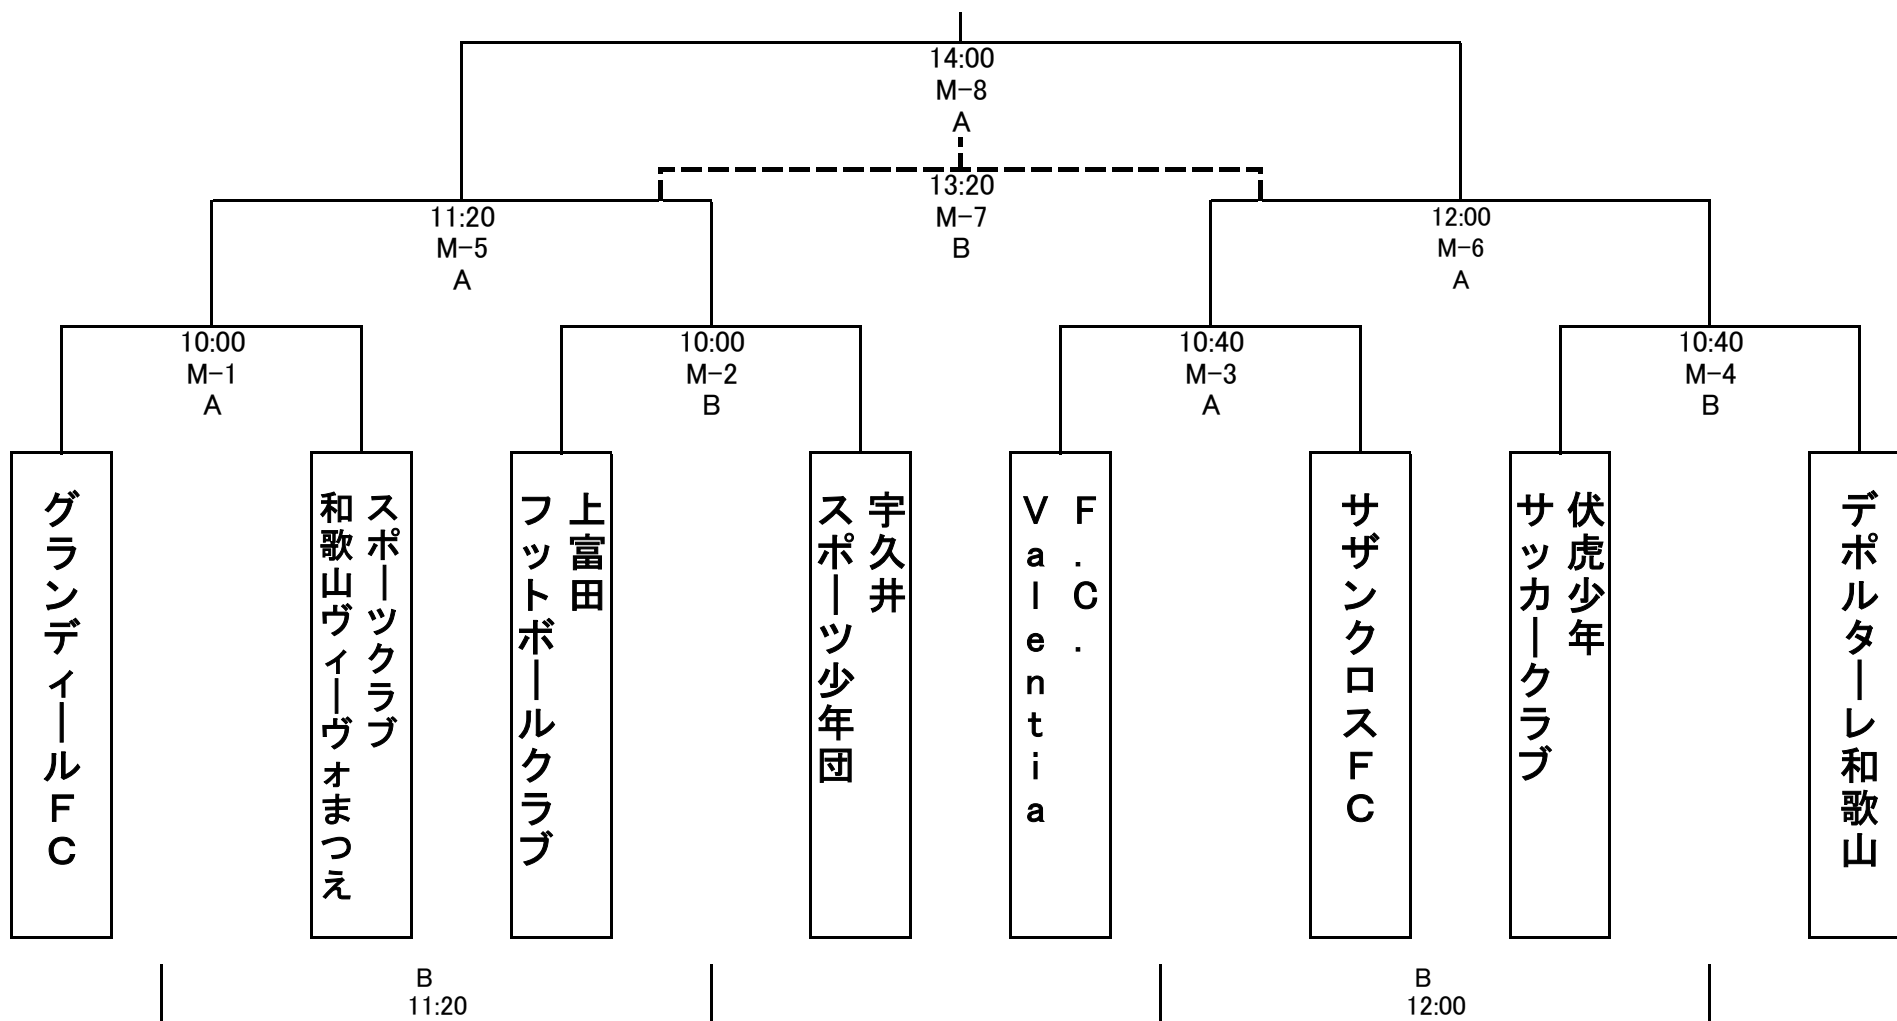 14:00
M-8
A
13:20
M-7
B
11:20
M-5
A
12:00
M-6
A
10:00
M-1
A
10:00
M-2
B
10:40
M-3
A
10:40
M-4
B
グランディールFC
スポーツクラブ
和歌山ヴィーヴォまつえ
上富田
フットボールクラブ
宇久井
スポーツ少年団
F.C.
Valentia
サザンクロスFC
伏虎少年
サッカークラブ
デポルターレ和歌山
B
11:20
B
12:00